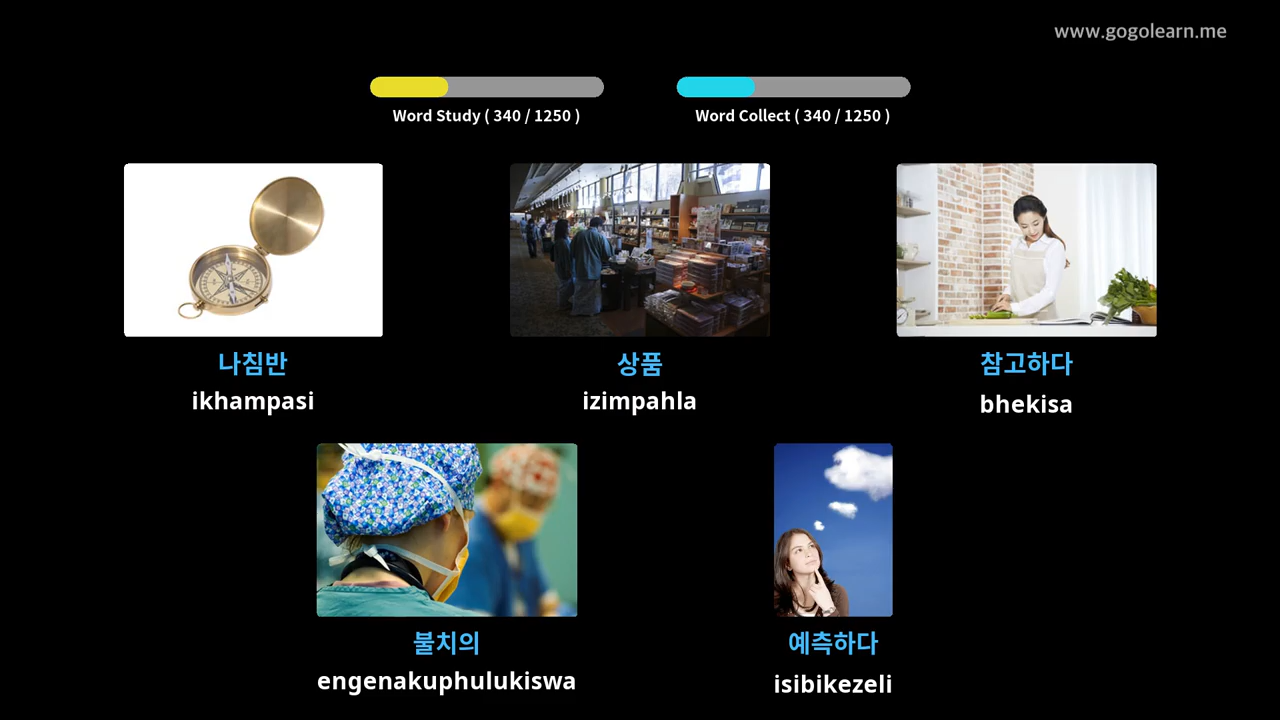 www.gogolearn.me
Word Study ( 340 / 1250 )
Word Collect ( 340 / 1250 )
나침반
ikhampasi
상품
izimpahla
참고하다
bhekisa
불치의
engenakuphulukiswa
예측하다
isibikezeli